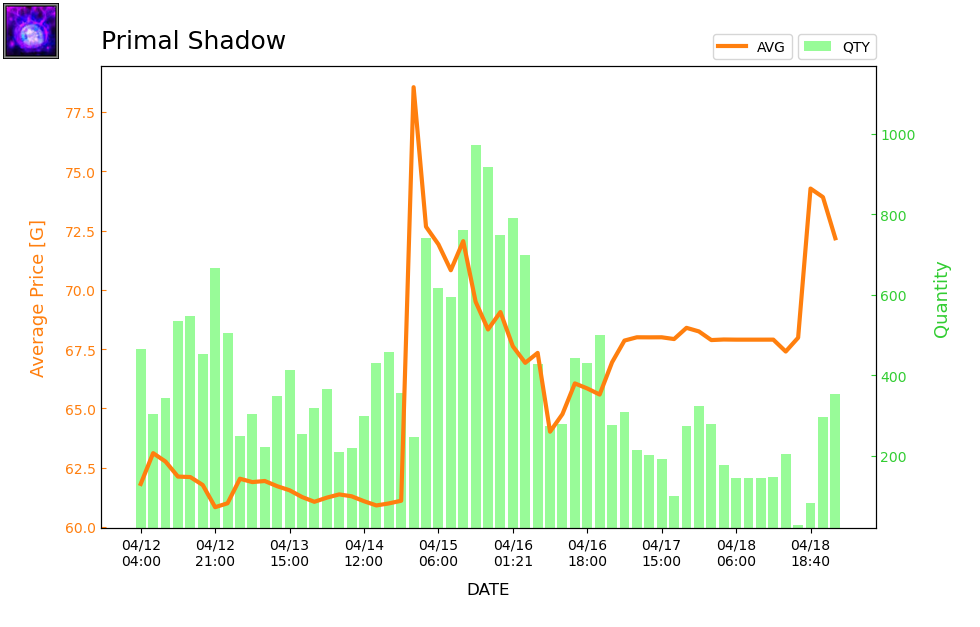 Primal Shadow
AVG
QTY
Average Price [G]
77.5
75.0
72.5
70.0
67.5
65.0
62.5
60.0
1000
800
600
400
200
Quantity
04/12 04/12 04/13 04/14 04/15 04/16 04/16 04/17 04/18 04/18
04:00 21:00 15:00 12:00 06:00 01:21 18:00 15:00 06:00 18:40
DATE